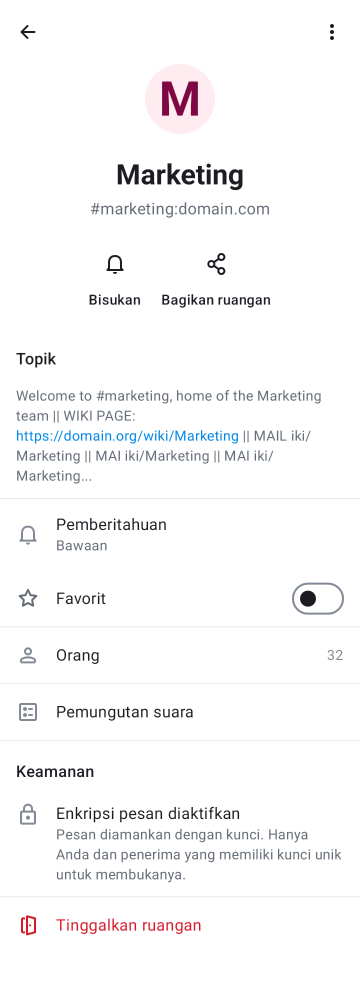 M
Marketing
#marketing:domain.com
Bisukan
Bagikan ruangan
Topik
Welcome to #marketing, home of the Marketing
team || WIKI PAGE:
https://domain.org/wiki/Marketing || MAIL iki/
Marketing || MAI iki/Marketing || MAI iki/
Marketing...
Pemberitahuan
Bawaan
Favorit
Orang 32
Pemungutan suara
Keamanan
Enkripsi pesan diaktifkan
Pesan diamankan dengan kunci. Hanya
Anda dan penerima yang memiliki kunci unik
untuk membukanya.
Tinggalkan ruangan